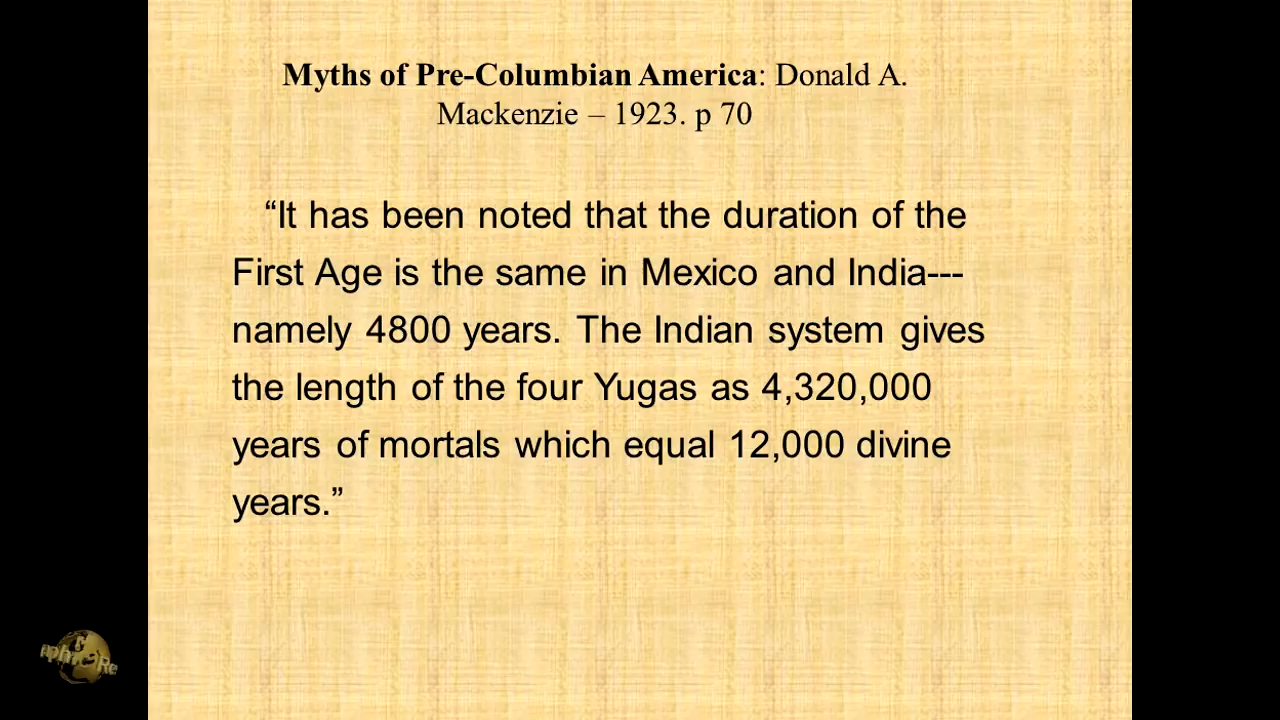 Myths of Pre-Columbian America: Donald A.
Mackenzie – 1923. p 70
“It has been noted that the duration of the
First Age is the same in Mexico and India---
namely 4800 years. The Indian system gives
the length of the four Yugas as 4,320,000
years of mortals which equal 12,000 divine
years.”